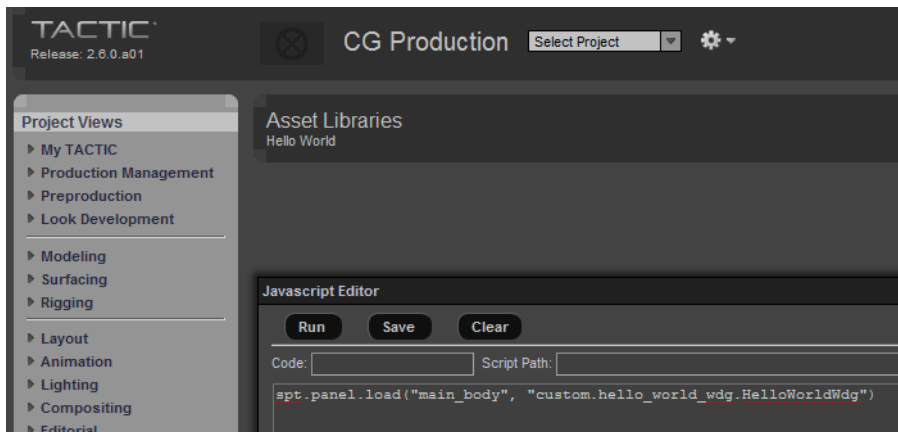 TACTIC
Release: 2.6.0.a01
CG Production
Select Project
Project Views
My TACTIC
Production Management
Preproduction
Look Development
Modeling
Surfacing
Rigging
Layout
Animation
Lighting
Compositing
Editorial
Asset Libraries
Hello World
Javascript Editor
Run Save Clear
Code: Script Path:
spt.panel.load("main_body", "custom.hello_world_wdg.HelloWorldWdg")